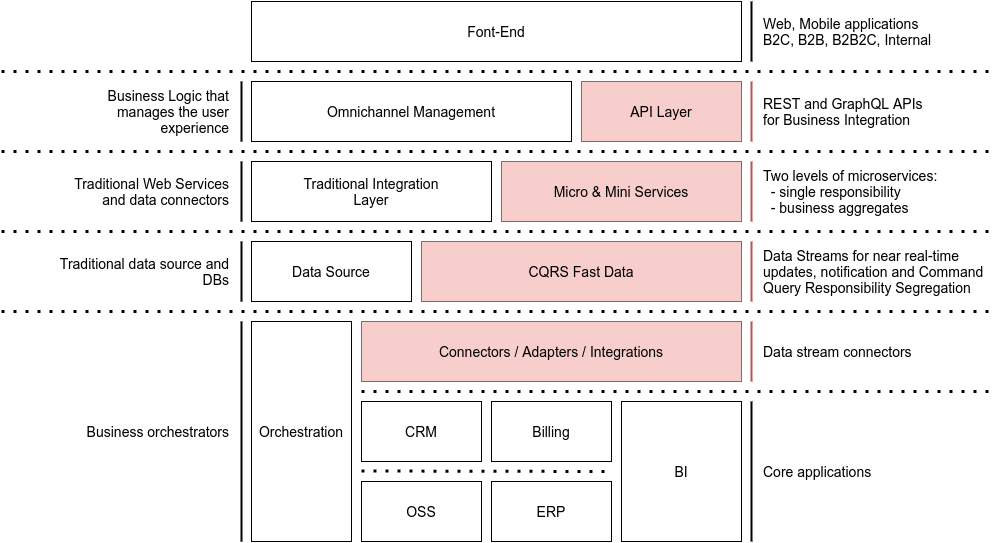 Font-End
Web, Mobile applications
B2C, B2B, B2B2C, Internal
Business Logic that
manages the user
experience
Omnichannel Management
API Layer
REST and GraphQL APIs
for Business Integration
Traditional Web Services
and data connectors
Traditional Integration
Layer
Micro & Mini Services
Two levels of microservices:
- single responsibility
- business aggregates
Traditional data source and
DBs
Data Source
CQRS Fast Data
Data Streams for near real-time
updates, notification and Command
Query Responsibility Segregation
Business orchestrators
Orchestration
Connectors / Adapters / Integrations
Data stream connectors
CRM
Billing
BI
OSS
ERP
Core applications